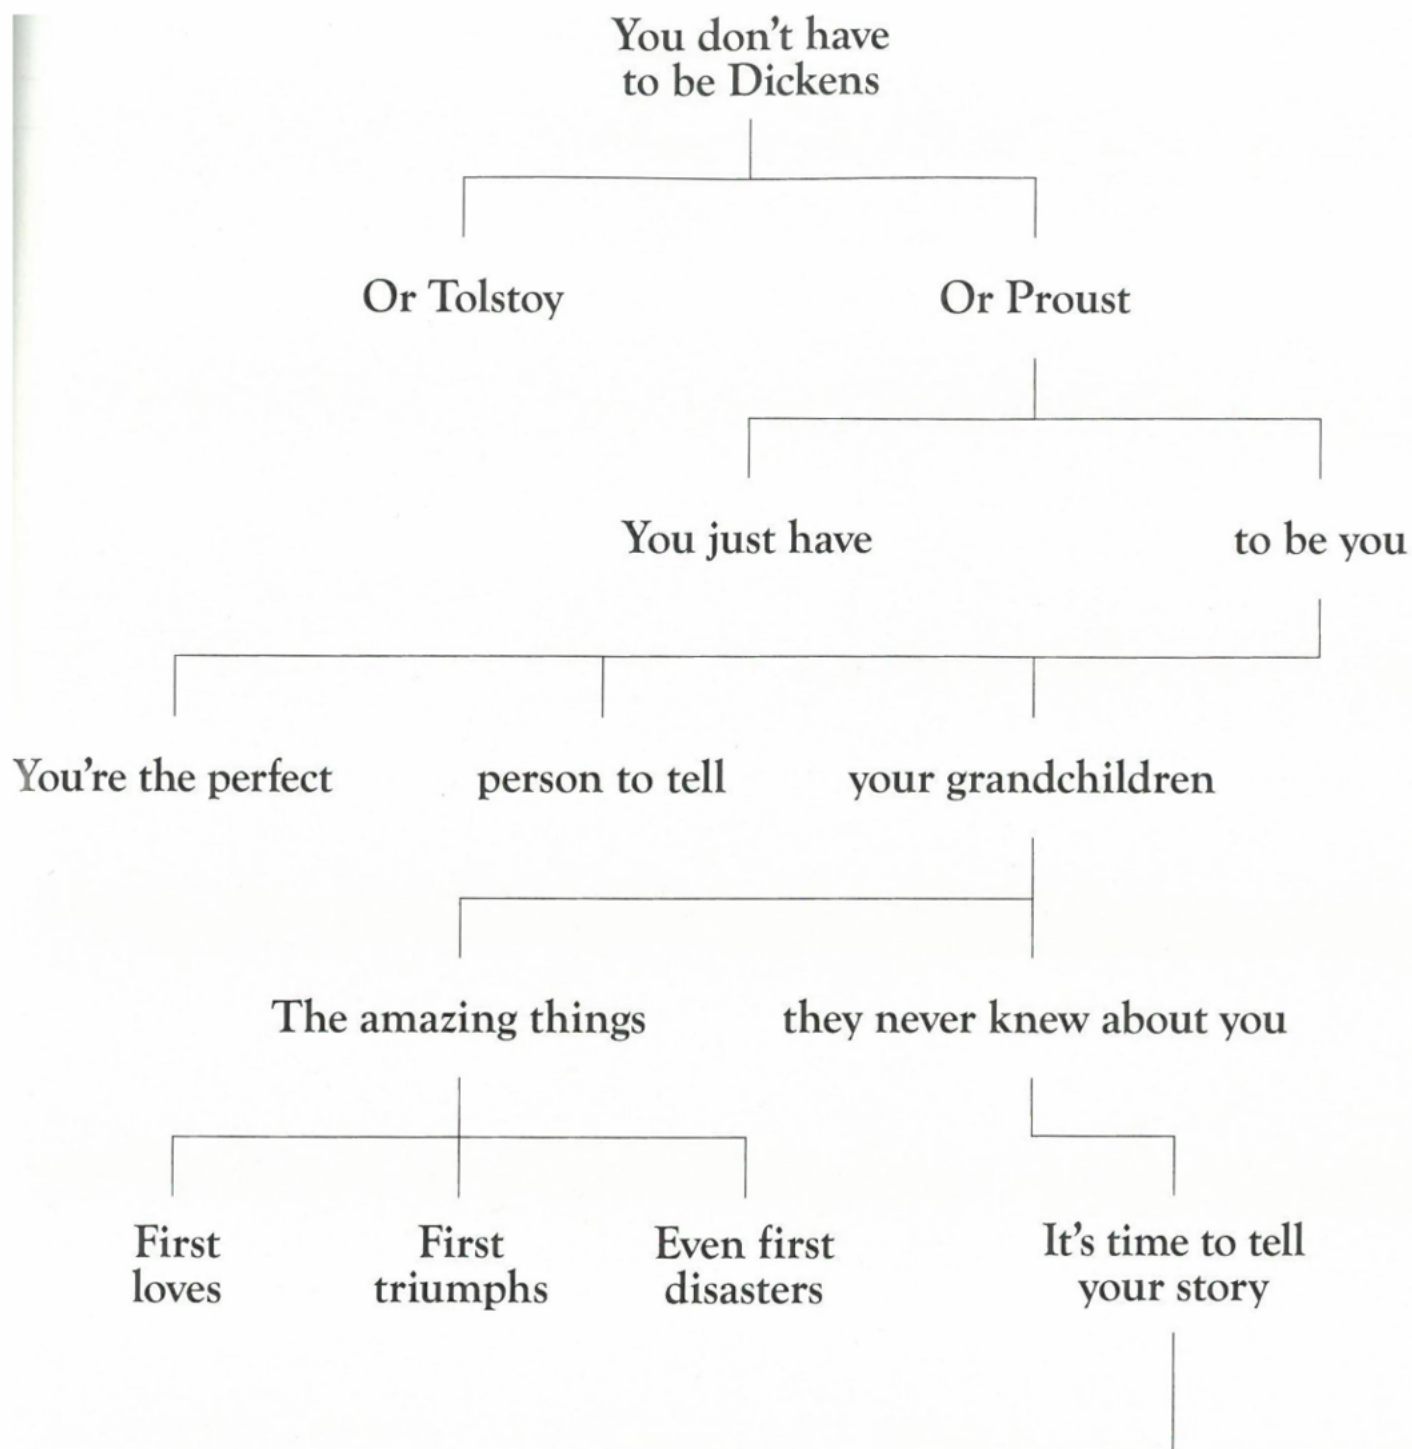 You don't have
to be Dickens
Or Tolstoy
Or Proust
You just have
to be you
You're the perfect
person to tell
your grandchildren
The amazing things
they never knew about you
First
loves
First
triumphs
Even first
disasters
It's time to tell
your story